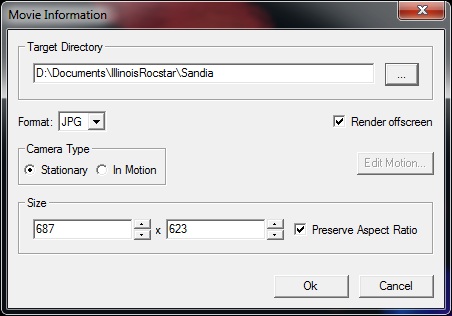 Movie Information
Target Directory
D:\Documents\IllinoisRocstar\Sandia
...
Format: JPG
Render offscreen
Camera Type
Stationary In Motion
Edit Motion...
Size
687 x 623 Preserve Aspect Ratio
Ok Cancel